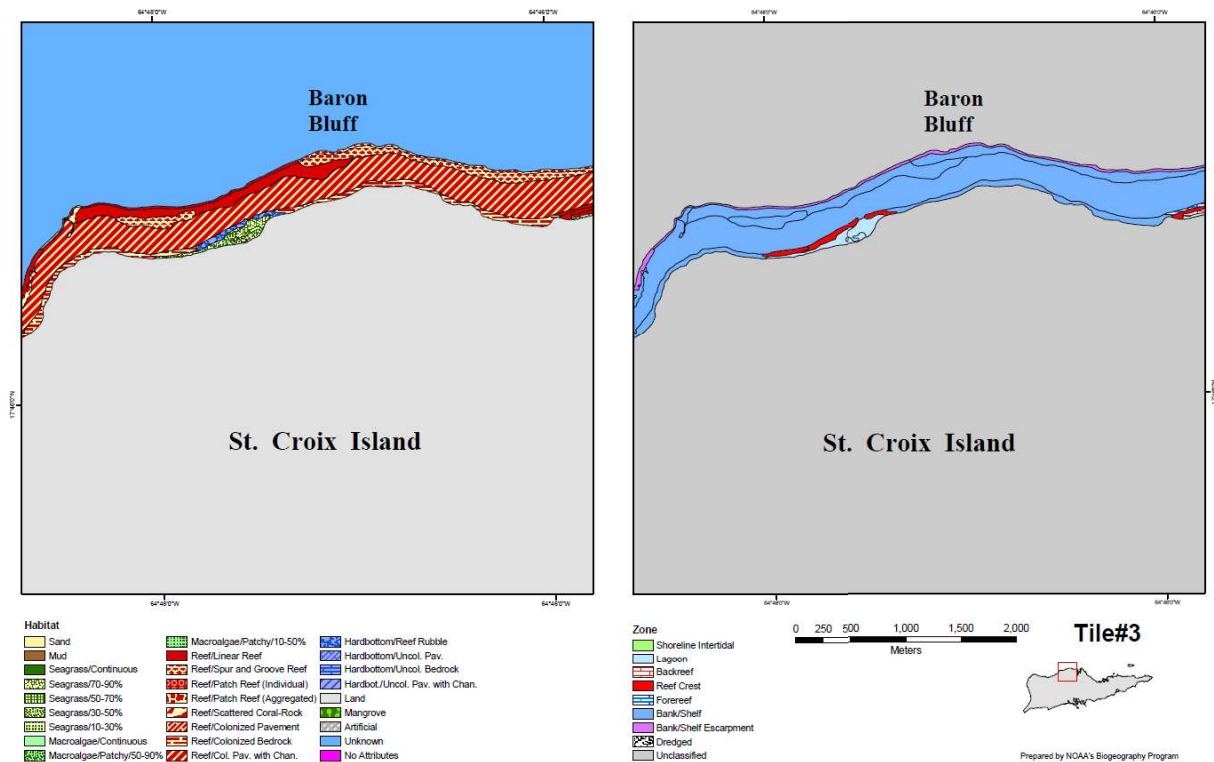 64°48'0"W
64°46'0"W
64°48'0"W
64°46'0"W
Baron
Bluff
Baron
Bluff
17°46'0"N
St. Croix Island
St. Croix Island
64°48'0"W
64°46'0"W
64°48'0"W
64°46'0"W
Habitat
Sand
Mud
Seagrass/Continuous
Seagrass/70-90%
Seagrass/50-70%
Seagrass/30-50%
Seagrass/10-30%
Macroalgae/Continuous
Macroalgae/Patchy/50-90%
Macroalgae/Patchy/10-50%
Reef/Linear Reef
Reef/Spur and Groove Reef
Reef/Patch Reef (Individual)
Reef/Patch Reef (Aggregated)
Reef/Scattered Coral-Rock
Reef/Colonized Pavement
Reef/Colonized Bedrock
Reef/Col. Pav. with Chan.
Hardbottom/Reef Rubble
Hardbottom/Uncol. Pav.
Hardbottom/Uncol. Bedrock
Hardbot./Uncol. Pav. with Chan.
Land
Mangrove
Artificial
Unknown
No Attributes
Zone
Shoreline Intertidal
Lagoon
Backreef
Reef Crest
Forereef
Bank/Shelf
Bank/Shelf Escarpment
Dredged
Unclassified
0 250 500 1,000 1,500 2,000
Meters
Tile#3
Prepared by NOAA's Biogeography Program